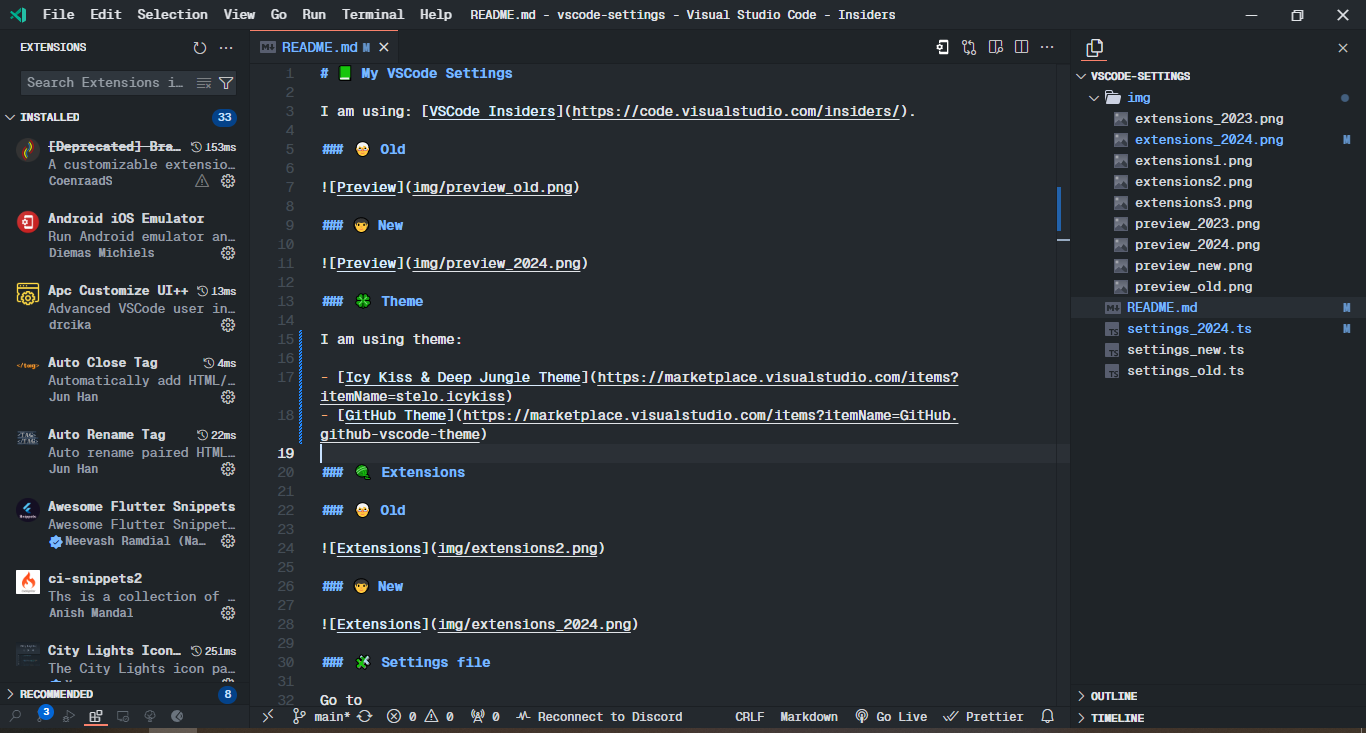 File Edit Selection View Go Run Terminal Help README.md - vscode-settings - Visual Studio Code - Insiders
EXTENSIONS
Search Extensions i…
INSTALLED 33
[Deprecated] Bra… 153ms
A customizable extensio…
CoenraadS
Android iOS Emulator
Run Android emulator an…
Diemas Michiels
Apc Customize UI++ 13ms
Advanced VSCode user in…
drcika
Auto Close Tag 4ms
Automatically add HTML/…
Jun Han
Auto Rename Tag 22ms
Auto rename paired HTML…
Jun Han
Awesome Flutter Snippets
Awesome Flutter Snippet…
Neevash Ramdial (Na…
ci-snippets2
Ths is a collection of …
Anish Mandal
City Lights Icon… 251ms
The City Lights icon pa…
RECOMMENDED 8
README.md M
1 # 📗 My VSCode Settings
2
3 I am using: [VSCode Insiders](https://code.visualstudio.com/insiders/).
4
5 ### 👴 Old
6
7 ![Preview](img/preview_old.png)
8
9 ### 👨 New
10
11 ![Preview](img/preview_2024.png)
12
13 ### 🍀 Theme
14
15 I am using theme:
16
17 - [Icy Kiss & Deep Jungle Theme](https://marketplace.visualstudio.com/items?
itemName=stelo.icykiss)
18 - [GitHub Theme](https://marketplace.visualstudio.com/items?itemName=GitHub.
github-vscode-theme)
19
20 ### Extensions
21
22 ### 👴 Old
23
24 ![Extensions](img/extensions2.png)
25
26 ### 👨 New
27
28 ![Extensions](img/extensions_2024.png)
29
30 ### Settings file
31
32 Go to
VSCODE-SETTINGS
img
extensions_2023.png
extensions_2024.png M
extensions1.png
extensions2.png
extensions3.png
preview_2023.png
preview_2024.png
preview_new.png
preview_old.png
README.md M
TS settings_2024.ts M
TS settings_new.ts
TS settings_old.ts
OUTLINE
TIMELINE
3 main* 0 0 0 Reconnect to Discord CRLF Markdown Go Live Prettier